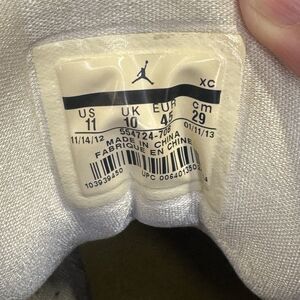 XC
US UK EUR cm
11 10 45 29
11/14/12 01/11/13
MADE IN CHINA
FABRIQUE EN CHINE
103939450